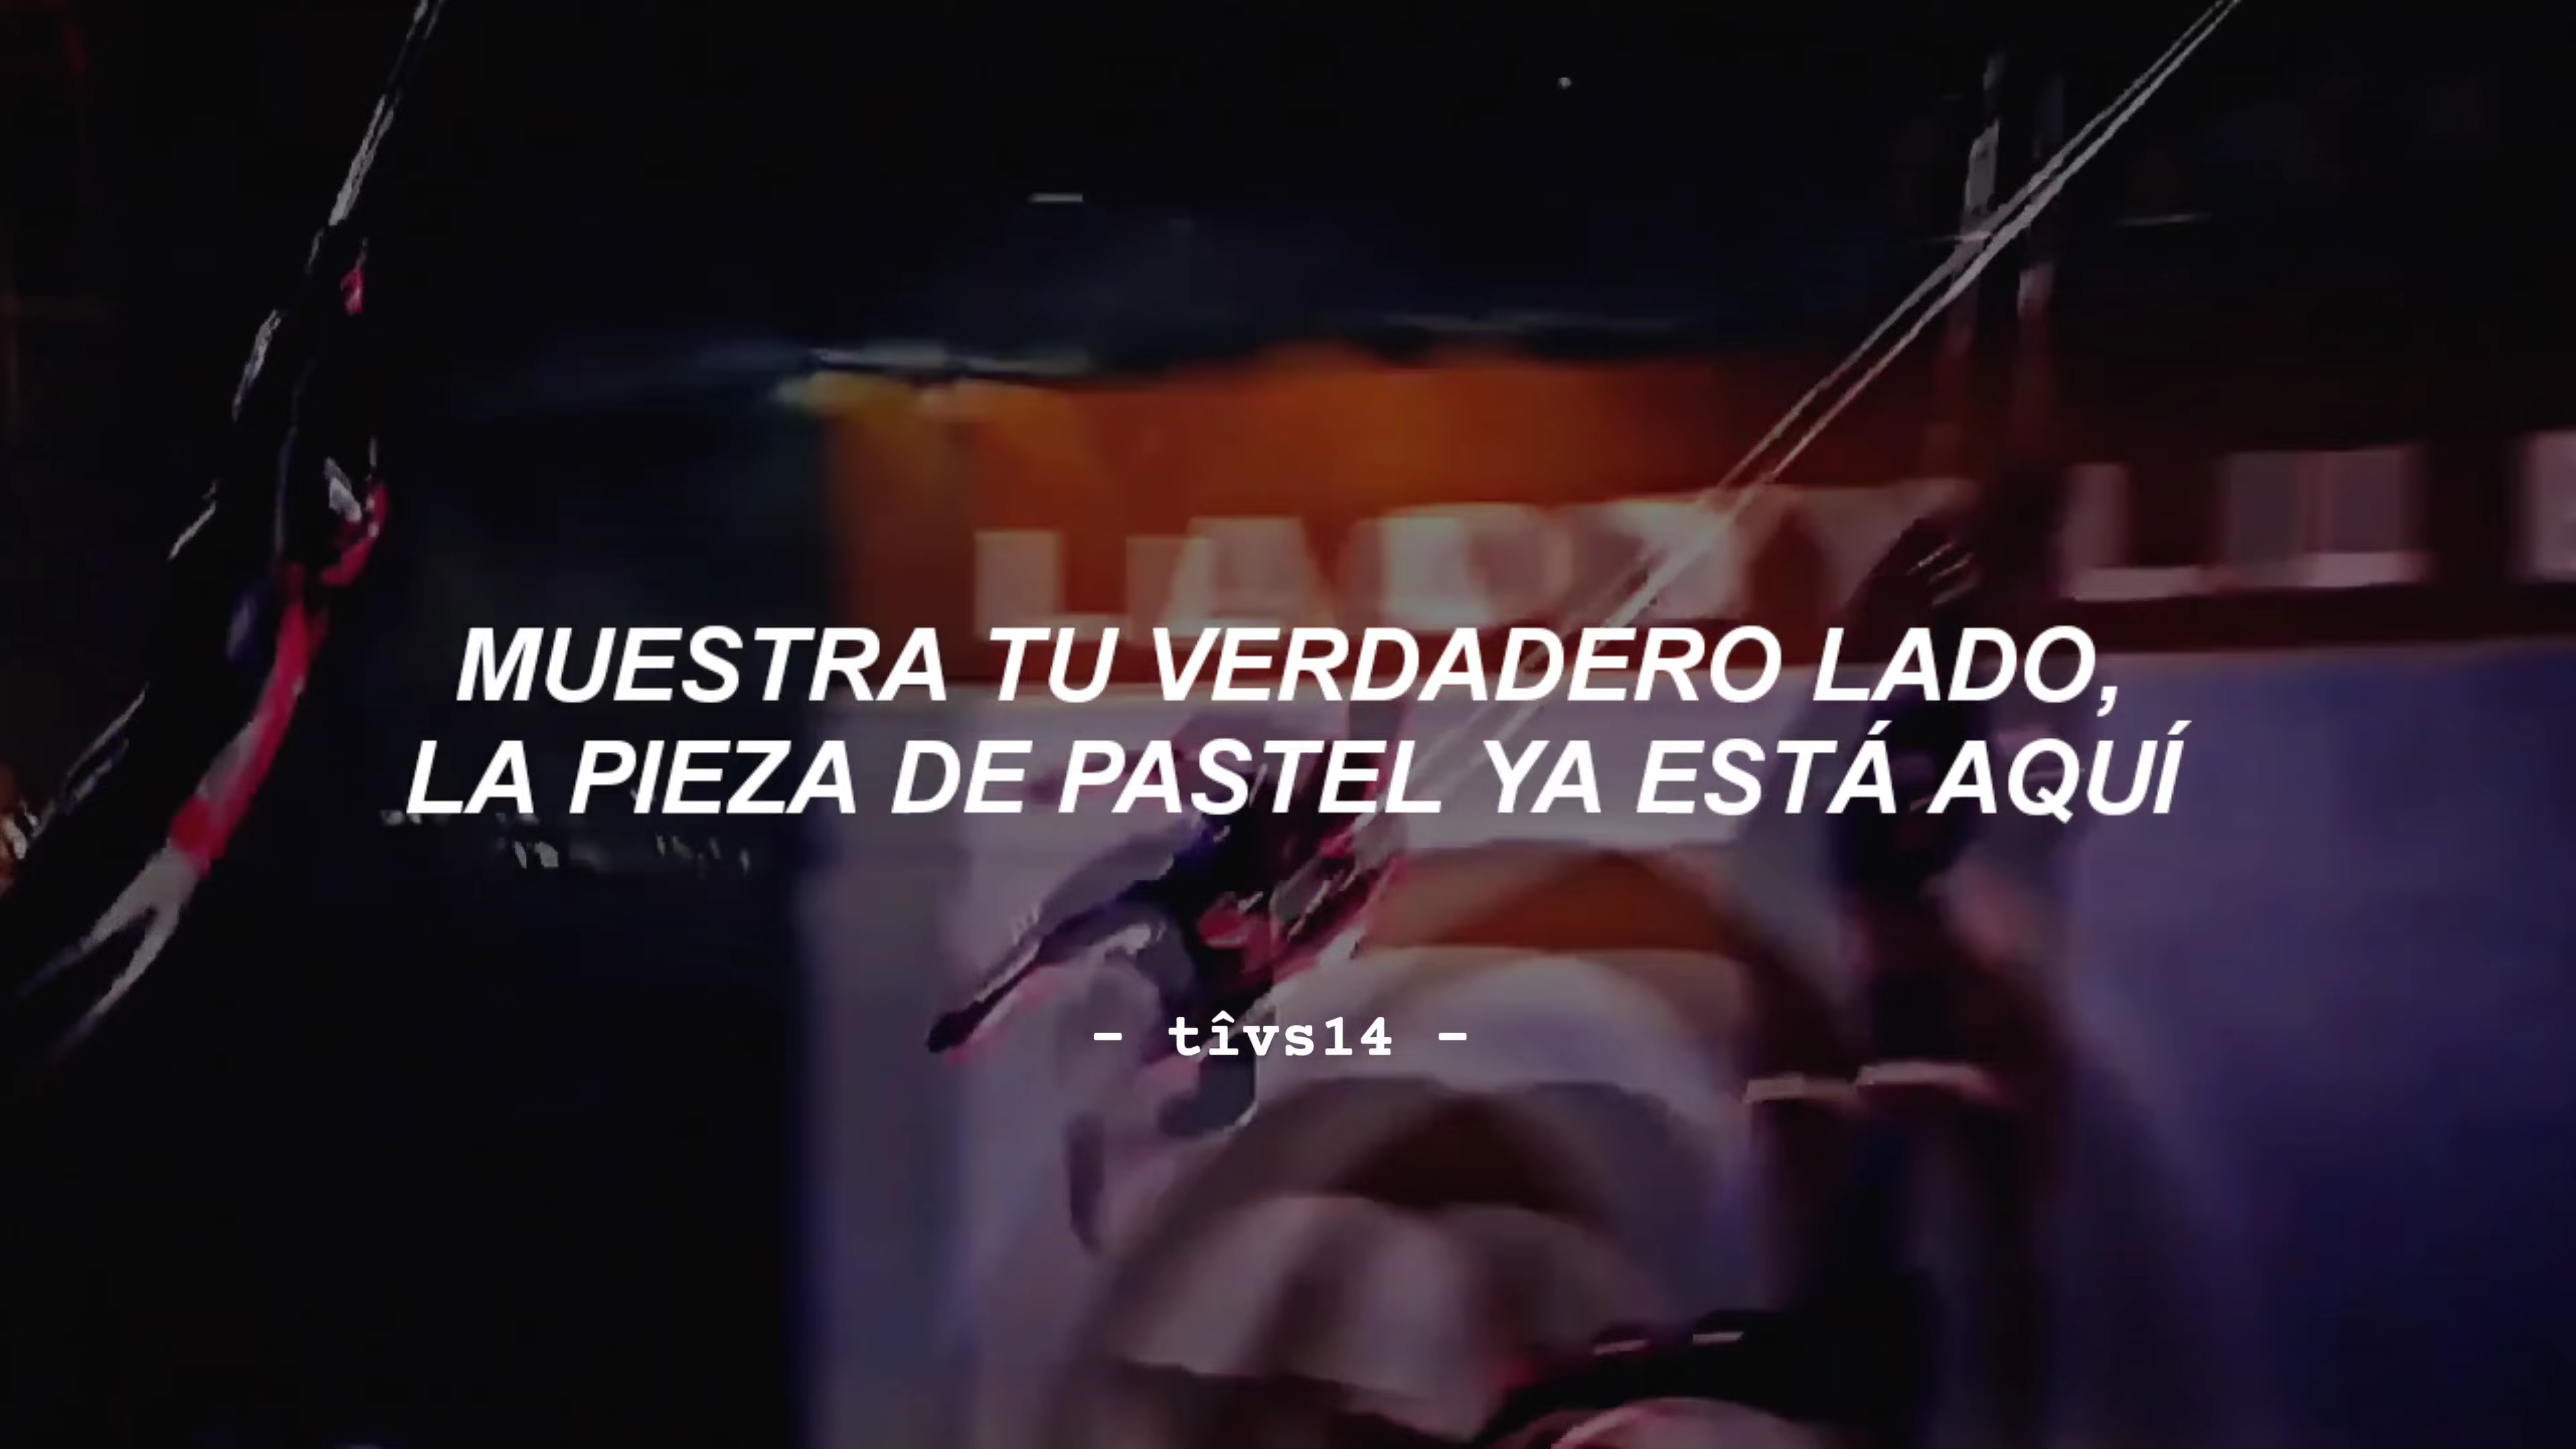 MUESTRA TU VERDADERO LADO,
LA PIEZA DE PASTEL YA ESTÁ AQUÍ
- tîvs14 -